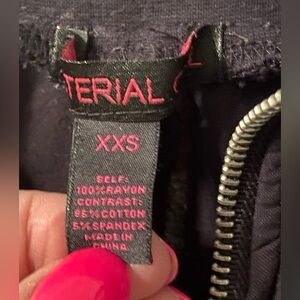 TERIAL
XXS
SELF:
100%RAYON
CONTRAST:
95%COTTON
5%SPANDEX
MADE IN
CHINA